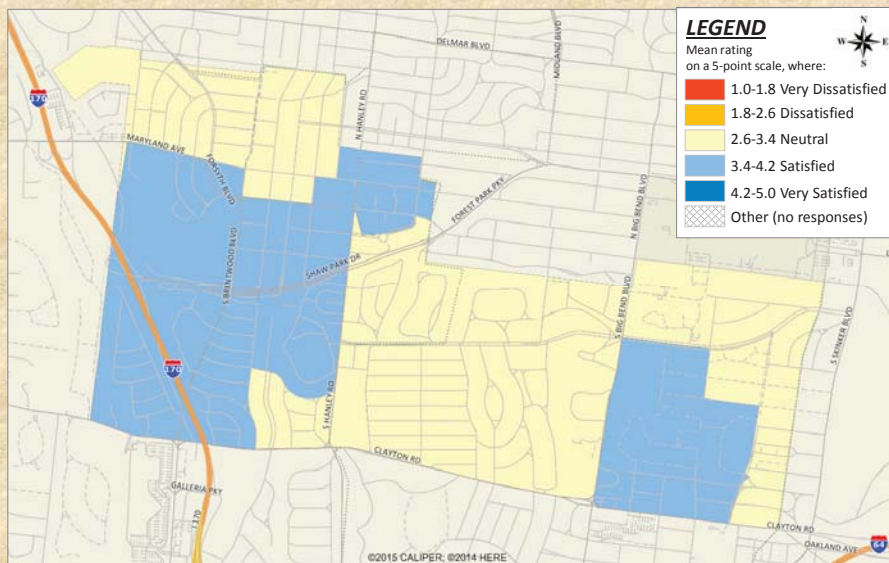 LEGEND
N
W E
S
Mean rating
on a 5-point scale, where:
1.0-1.8 Very Dissatisfied
1.8-2.6 Dissatisfied
2.6-3.4 Neutral
3.4-4.2 Satisfied
4.2-5.0 Very Satisfied
Other (no responses)
DELMAR BLVD
MIDLAND BLVD
170
N HANLEY RD
MARYLAND AVE
FORSYTH BLVD
FOREST PARK PKY
N BIG BEND BLVD
S BRENTWOOD BLVD
SHAW PARK DR
S BIG BEND BLVD
S SKINKER BLVD
170
S HANLEY RD
CLAYTON RD
GALLERIA PKY
I 170
CLAYTON RD
OAKLAND AVE
64
©2015 CALIPER; ©2014 HERE